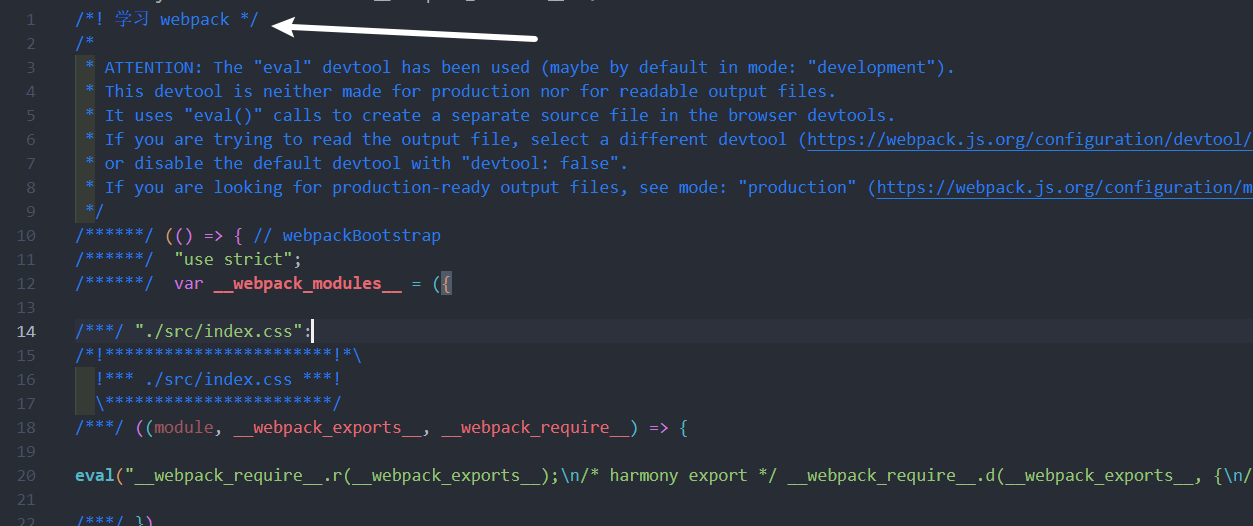 1 /*! 学习 webpack */
2 /*
3 * ATTENTION: The "eval" devtool has been used (maybe by default in mode: "development").
4 * This devtool is neither made for production nor for readable output files.
5 * It uses "eval()" calls to create a separate source file in the browser devtools.
6 * If you are trying to read the output file, select a different devtool (https://webpack.js.org/configuration/devtool/
7 * or disable the default devtool with "devtool: false".
8 * If you are looking for production-ready output files, see mode: "production" (https://webpack.js.org/configuration/m
9 */
10 /******/ (() => { // webpackBootstrap
11 /******/ "use strict";
12 /******/ var __webpack_modules__ = ({
13
14 /***/ "./src/index.css":
15 /*!***********************!*\
16 !*** ./src/index.css ***!
17 \***********************/
18 /***/ ((module, __webpack_exports__, __webpack_require__) => {
19
20 eval("__webpack_require__.r(__webpack_exports__);\n/* harmony export */ __webpack_require__.d(__webpack_exports__, {\n/
21
22 /***/ })